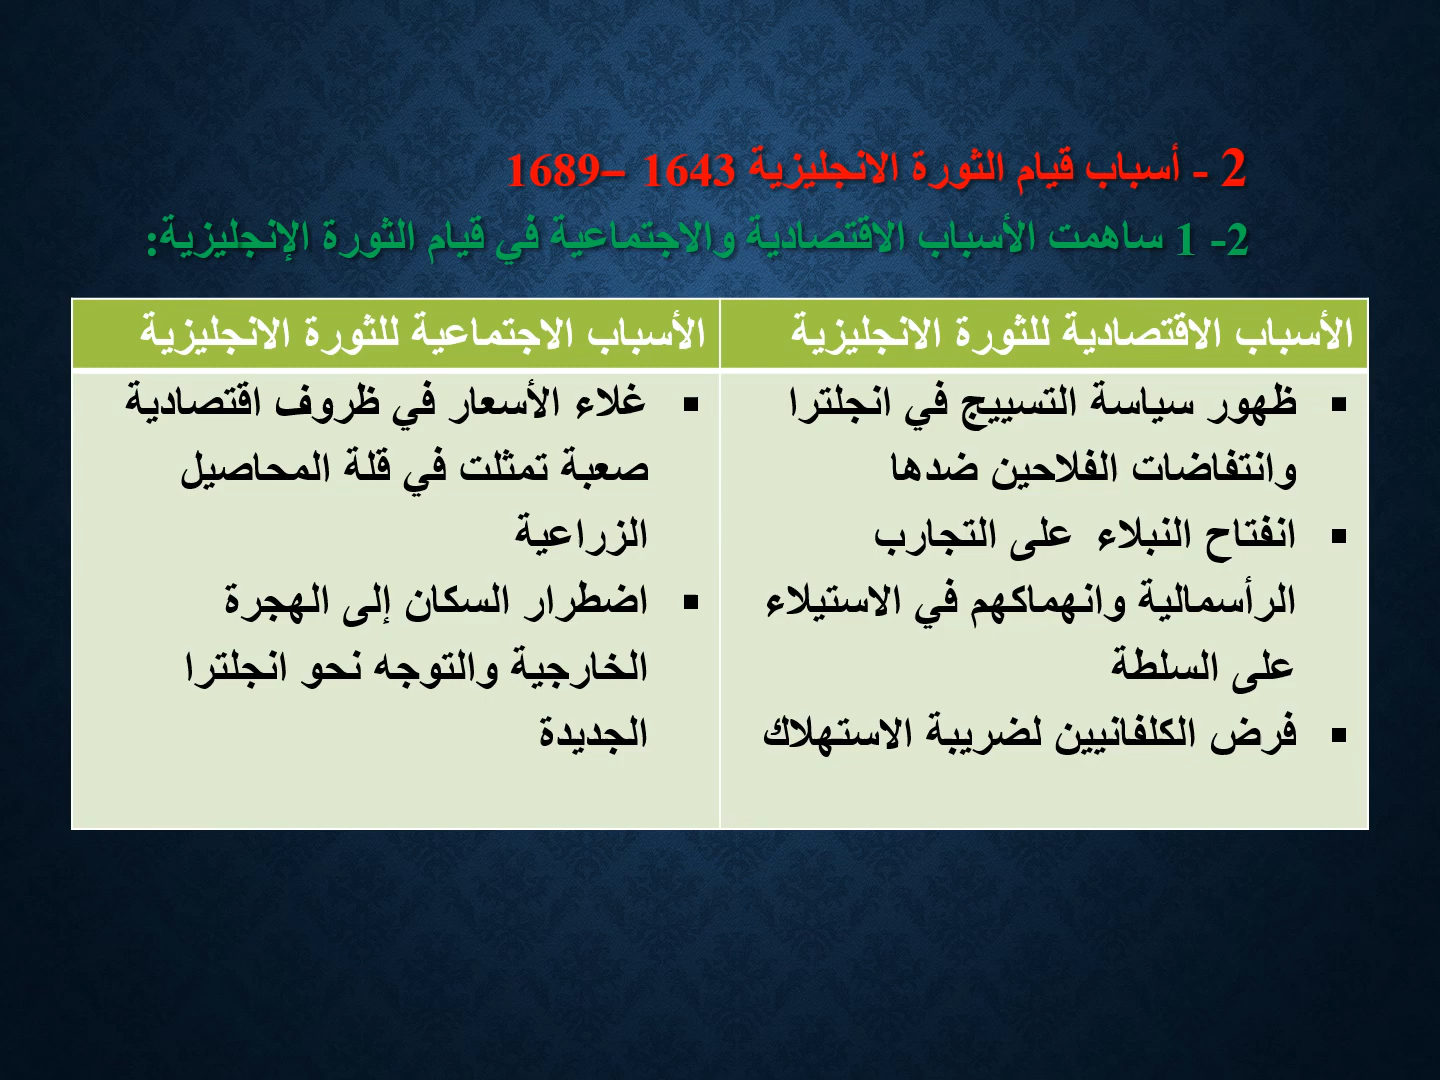 2 - أسباب قيام الثورة الانجليزية 1643 –1689
2- 1 ساهمت الأسباب الاقتصادية والاجتماعية في قيام الثورة الإنجليزية:
الأسباب الاقتصادية للثورة الانجليزية
الأسباب الاجتماعية للثورة الانجليزية
▪ ظهور سياسة التسييج في انجلترا
وانتفاضات الفلاحين ضدها
▪ انفتاح النبلاء على التجارب
الرأسمالية وانهماكهم في الاستيلاء
على السلطة
▪ فرض الكلفانيين لضريبة الاستهلاك
▪ غلاء الأسعار في ظروف اقتصادية
صعبة تمثلت في قلة المحاصيل
الزراعية
▪ اضطرار السكان إلى الهجرة
الخارجية والتوجه نحو انجلترا
الجديدة